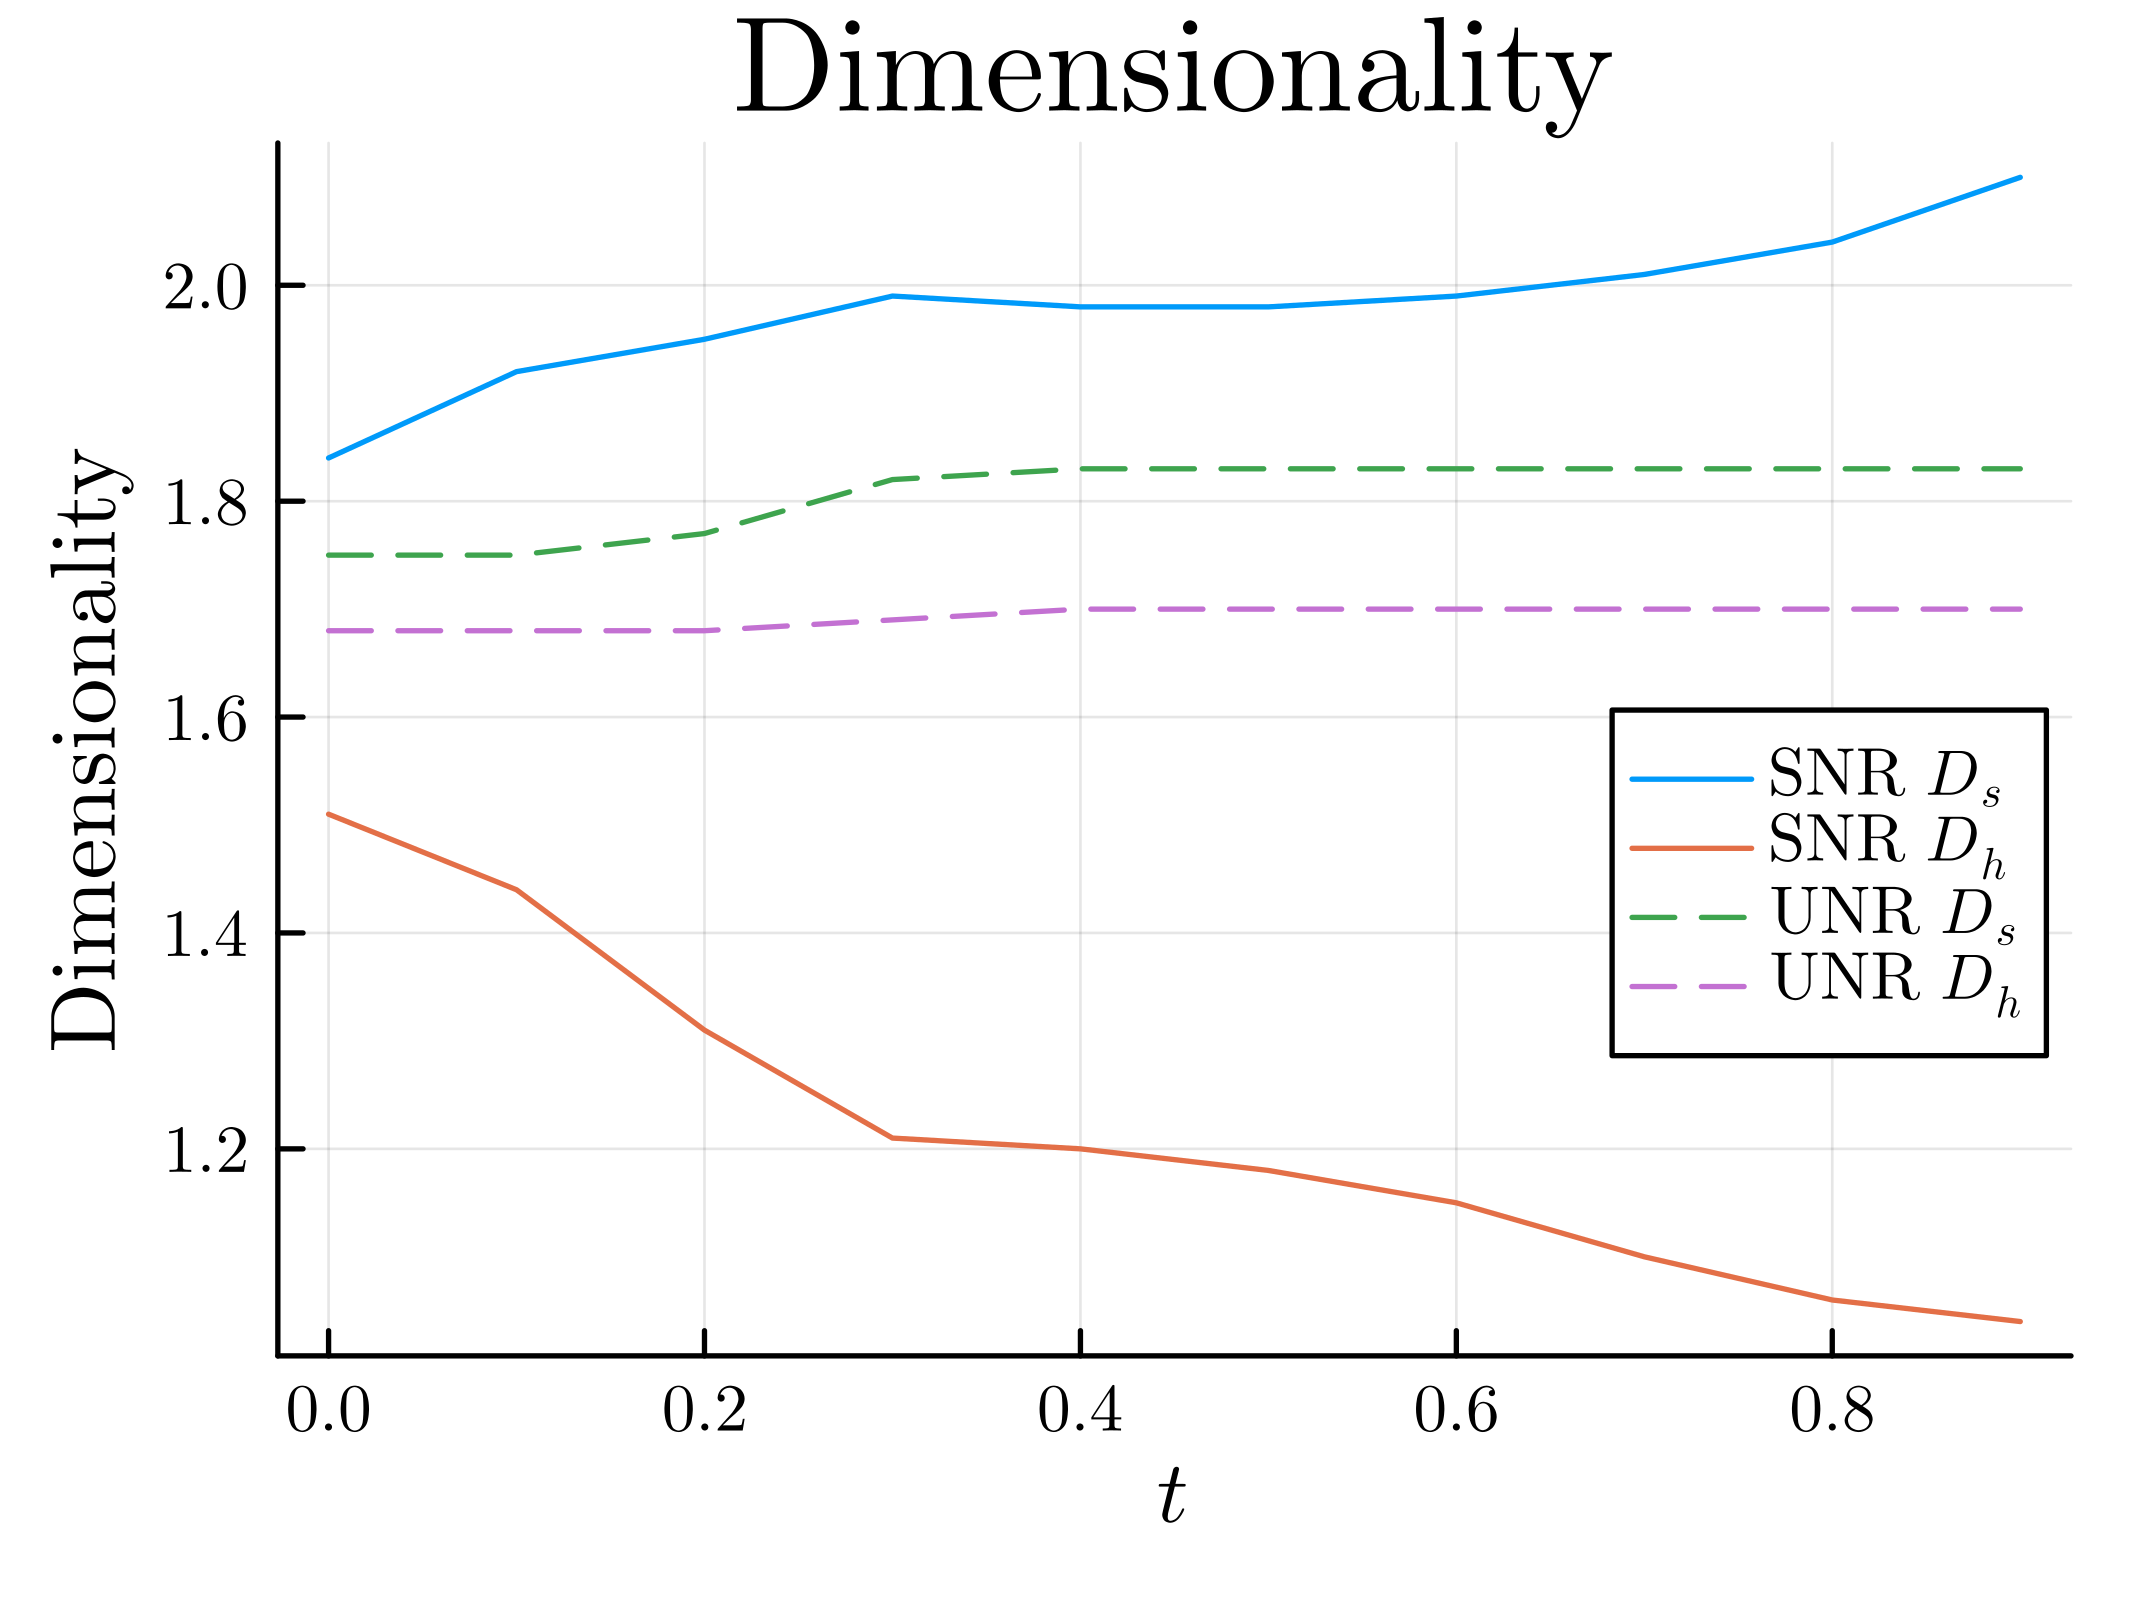 Dimensionality
Dimensionality
2.0
1.8
1.6
1.4
1.2
SNR D_s
SNR D_h
UNR D_s
UNR D_h
0.0 0.2 0.4 0.6 0.8
t